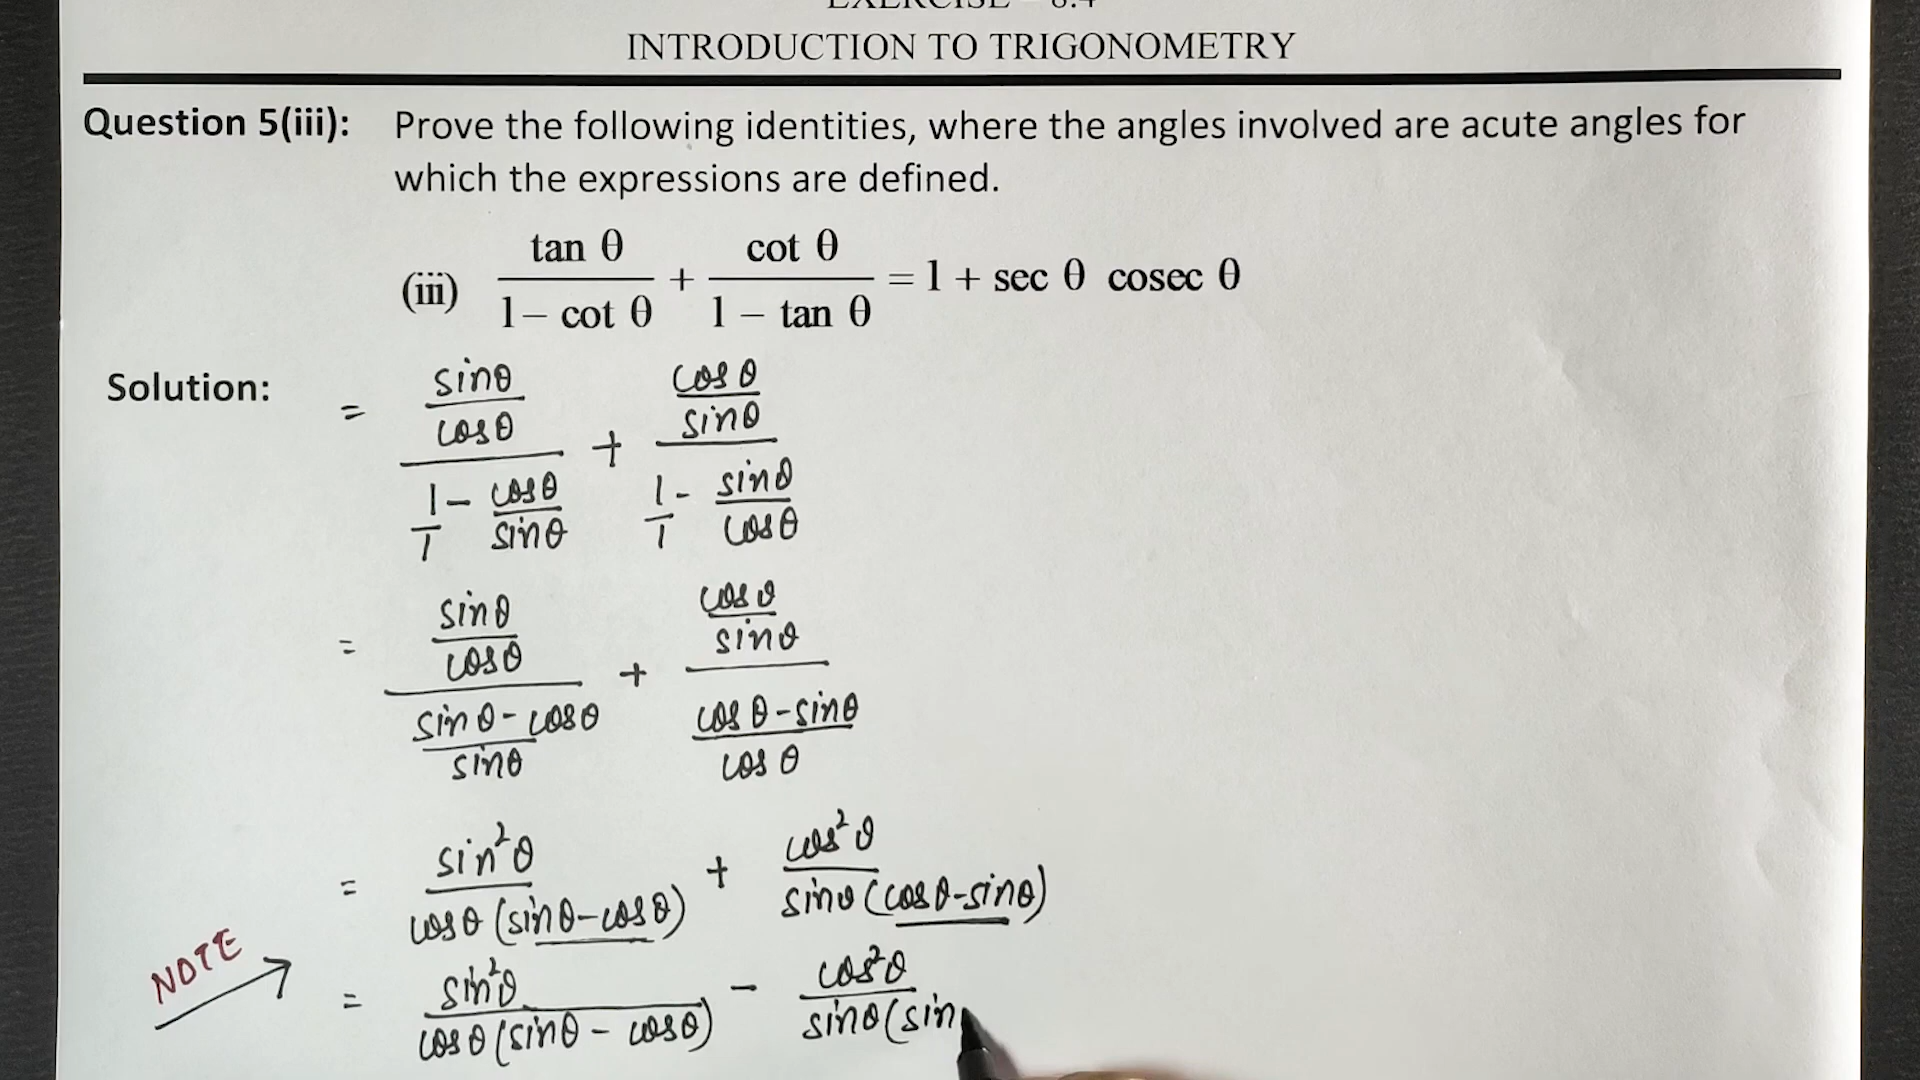 EXERCISE – 8.4
INTRODUCTION TO TRIGONOMETRY
Question 5(iii): Prove the following identities, where the angles involved are acute angles for
which the expressions are defined.
tan θ cot θ
(iii) + = 1 + sec θ cosec θ
1 – cot θ 1 – tan θ
Solution:
sinθ cosθ
= cosθ + sinθ
1/1 - cosθ/sinθ 1/1 - sinθ/cosθ
sinθ cosθ
= cosθ + sinθ
sinθ - cosθ cosθ - sinθ
sinθ cosθ
sin²θ cos²θ
= +
cosθ (sinθ - cosθ) sinθ (cosθ - sinθ)
NOTE
sin²θ cos²θ
= -
cosθ (sinθ - cosθ) sinθ (sin